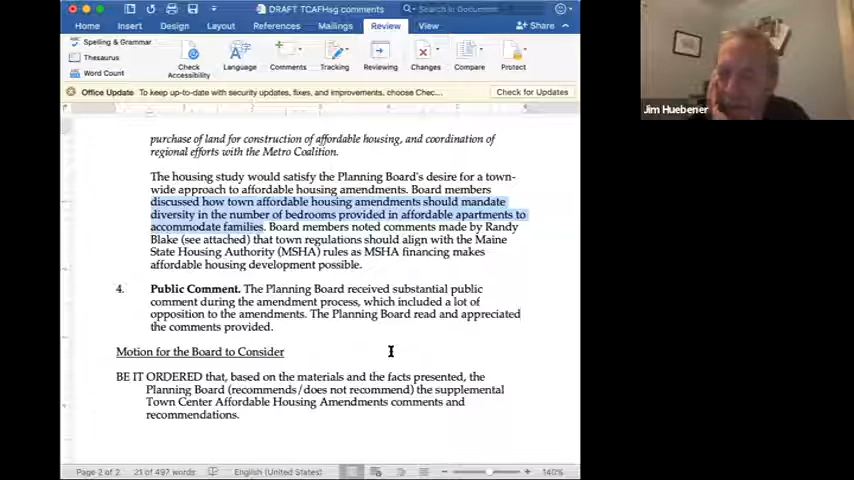 DRAFT TCAFHsg comments
Search in Document
Home Insert Design Layout References Mailings Review View Share
Spelling & Grammar
Thesaurus
Word Count
Check Accessibility
Language
Comments
Tracking
Reviewing
Changes
Compare
Protect
Office Update To keep up-to-date with security updates, fixes, and improvements, choose Chec... Check for Updates
purchase of land for construction of affordable housing, and coordination of
regional efforts with the Metro Coalition.
The housing study would satisfy the Planning Board's desire for a town-
wide approach to affordable housing amendments. Board members
discussed how town affordable housing amendments should mandate
diversity in the number of bedrooms provided in affordable apartments to
accommodate families. Board members noted comments made by Randy
Blake (see attached) that town regulations should align with the Maine
State Housing Authority (MSHA) rules as MSHA financing makes
affordable housing development possible.
4. Public Comment. The Planning Board received substantial public
comment during the amendment process, which included a lot of
opposition to the amendments. The Planning Board read and appreciated
the comments provided.
Motion for the Board to Consider
BE IT ORDERED that, based on the materials and the facts presented, the
Planning Board (recommends/does not recommend) the supplemental
Town Center Affordable Housing Amendments comments and
recommendations.
Page 2 of 2 21 of 497 words English (United States) 140%
Jim Huebener